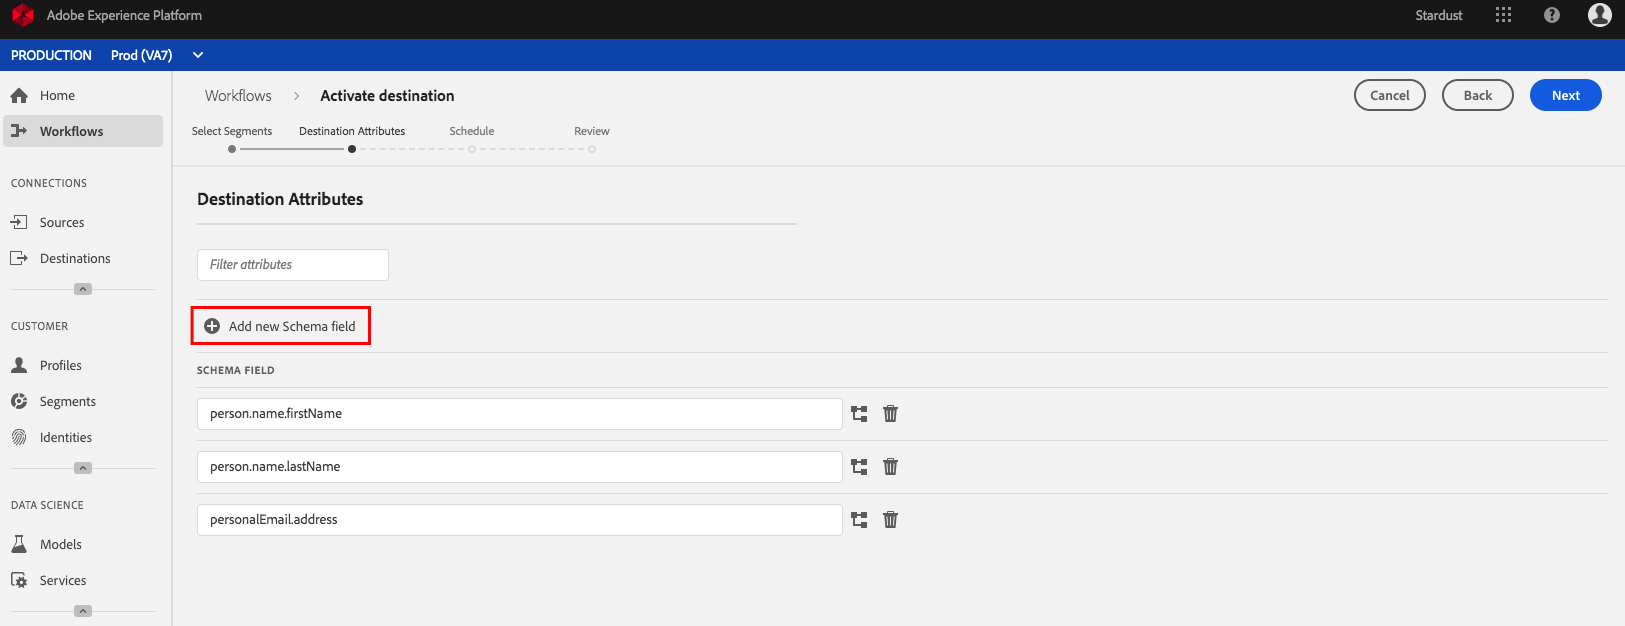 Adobe Experience Platform
Stardust
PRODUCTION Prod (VA7)
Home
Workflows
CONNECTIONS
Sources
Destinations
CUSTOMER
Profiles
Segments
Identities
DATA SCIENCE
Models
Services
Workflows > Activate destination
Cancel Back Next
Select Segments Destination Attributes Schedule Review
Destination Attributes
Filter attributes
Add new Schema field
SCHEMA FIELD
person.name.firstName
person.name.lastName
personalEmail.address